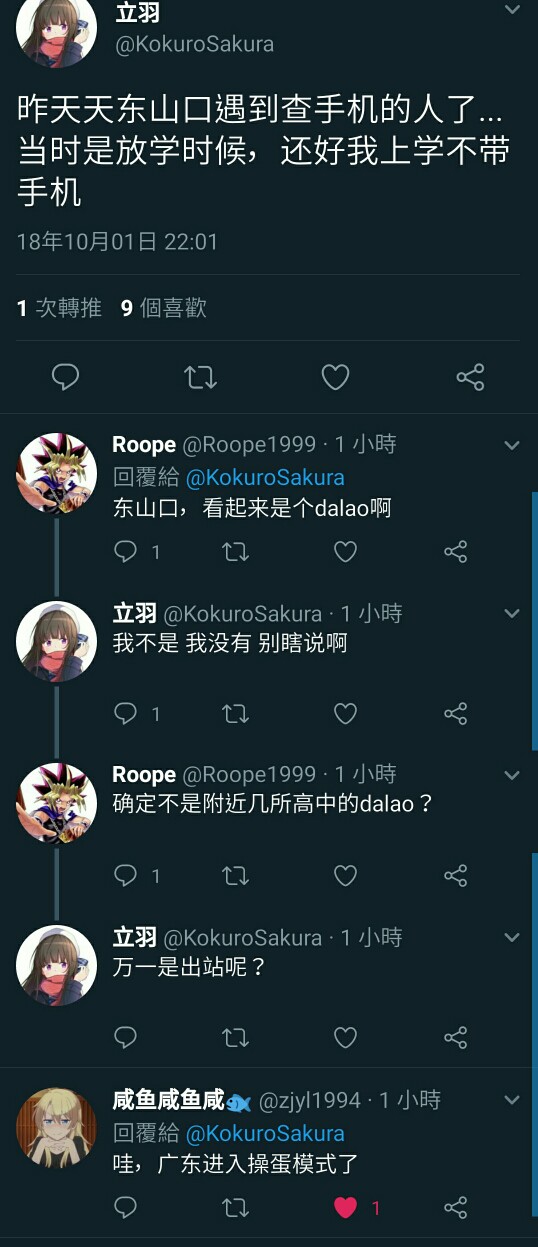 立羽
@KokuroSakura
昨天天东山口遇到查手机的人了...
当时是放学时候，还好我上学不带
手机
18年10月01日 22:01
1 次轉推 9 個喜歡
Roope @Roope1999 · 1 小時
回覆給 @KokuroSakura
东山口，看起来是个dalao啊
1
立羽 @KokuroSakura · 1 小時
我不是 我没有 别瞎说啊
1
Roope @Roope1999 · 1 小時
确定不是附近几所高中的dalao？
1
立羽 @KokuroSakura · 1 小時
万一是出站呢？
咸鱼咸鱼咸🐟 @zjyl1994 · 1 小時
回覆給 @KokuroSakura
哇，广东进入操蛋模式了
1